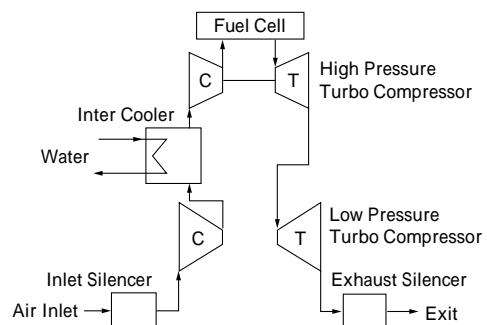 Fuel Cell
C
T
High Pressure
Turbo Compressor
Inter Cooler
Water
C
T
Low Pressure
Turbo Compressor
Inlet Silencer
Exhaust Silencer
Air Inlet
Exit